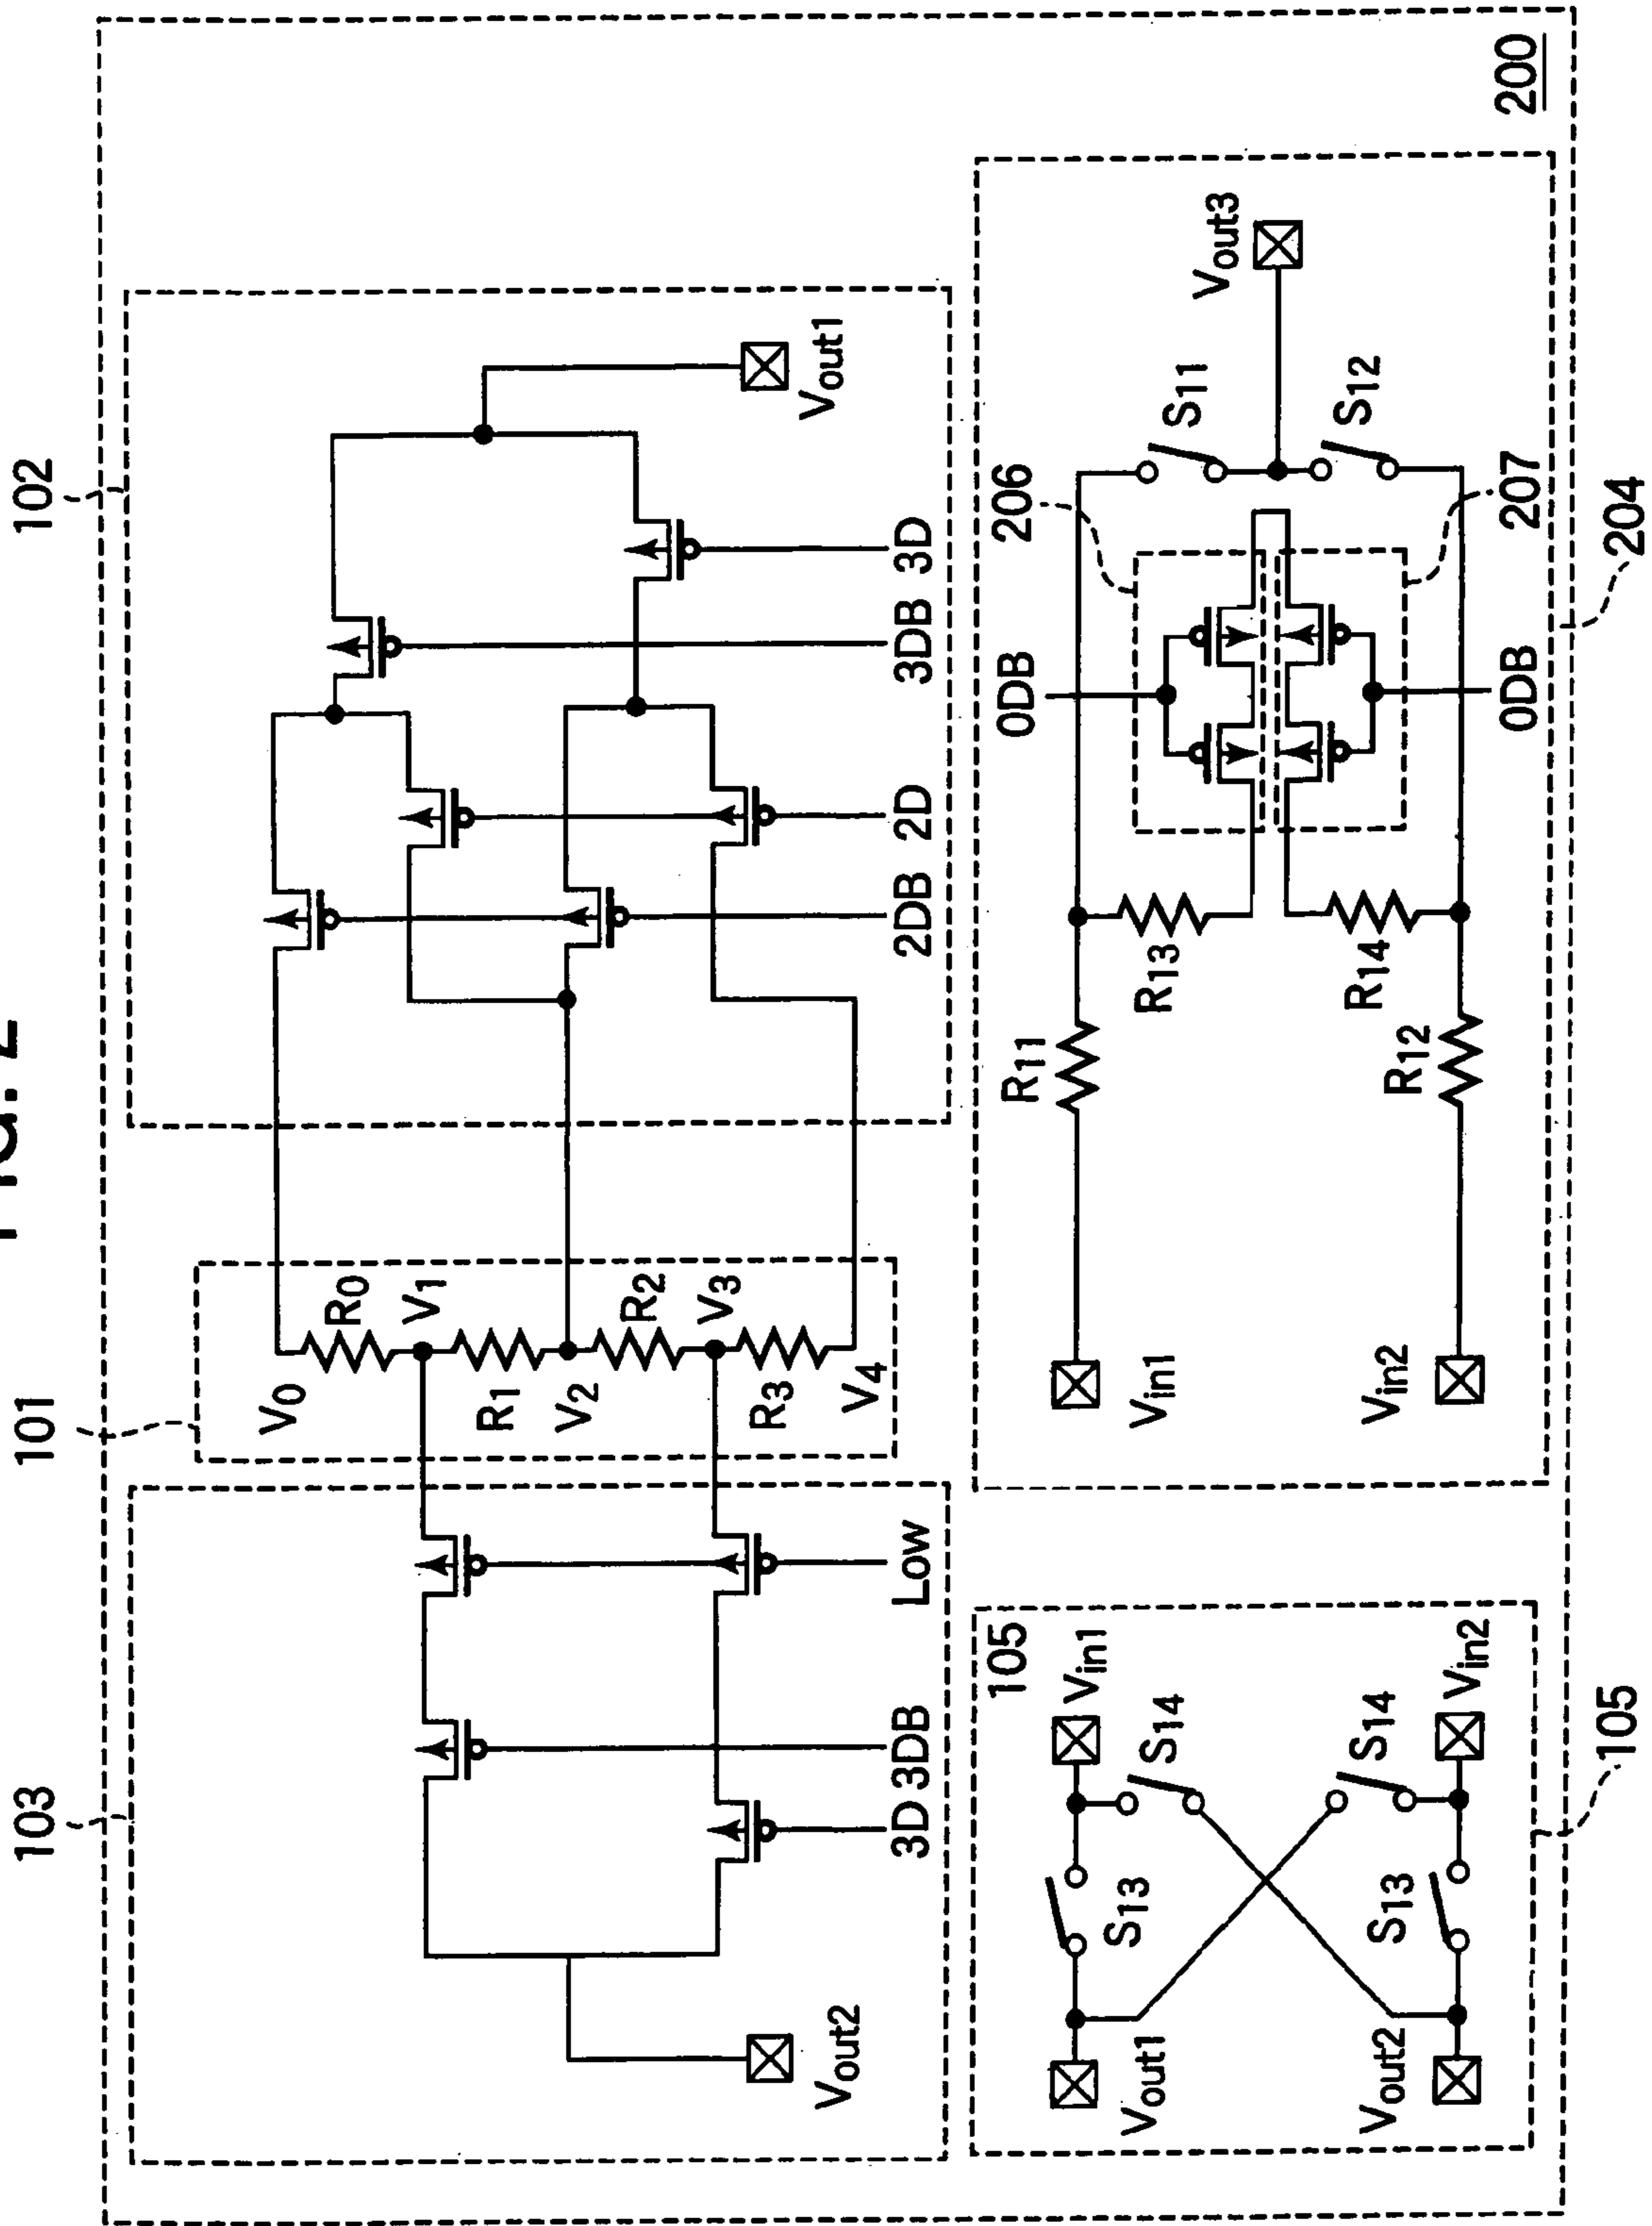 FIG. 2
101
102
103
200
V0
R0
V1
R1
V2
R2
V3
R3
V4
2DB
2D
3DB
3D
Vout1
Vout2
3D
3DB
Low
105
Vout1
S13
S14
Vin1
Vout2
S13
S14
Vin2
105
Vin1
R11
R13
0DB
206
S11
Vout3
Vin2
R12
R14
0DB
207
S12
204